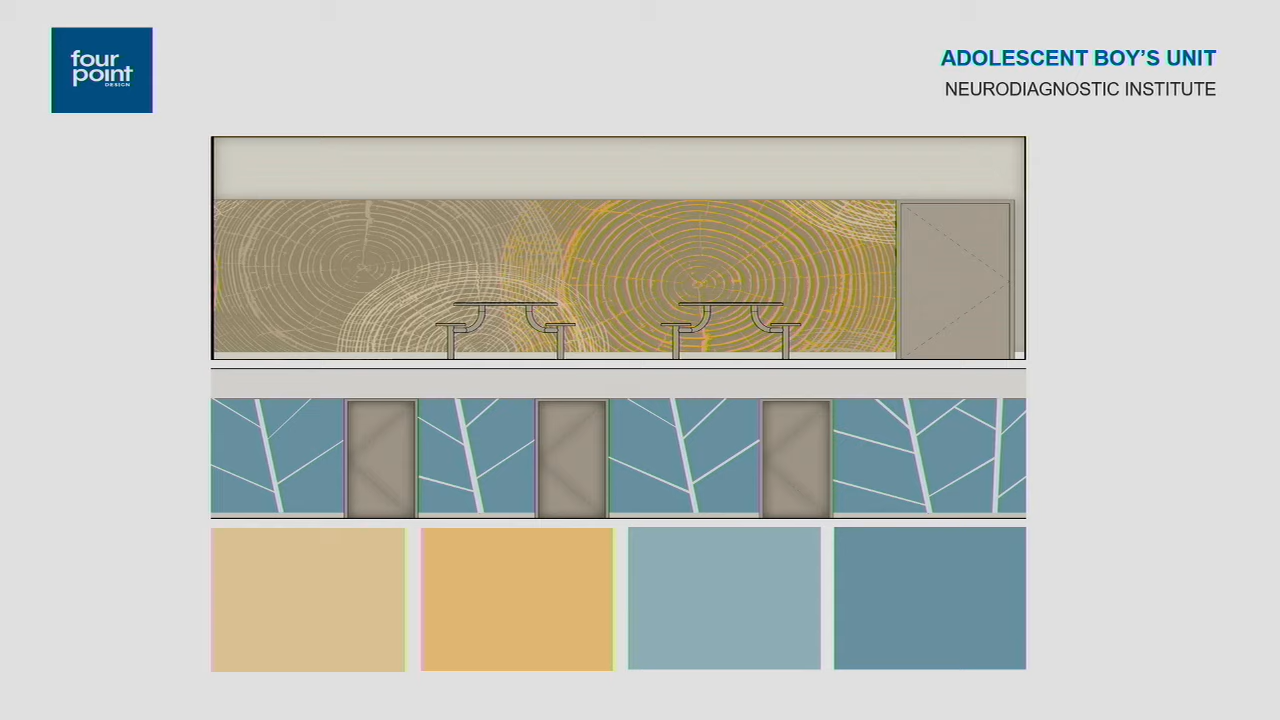 four
point
DESIGN
ADOLESCENT BOY’S UNIT
NEURODIAGNOSTIC INSTITUTE